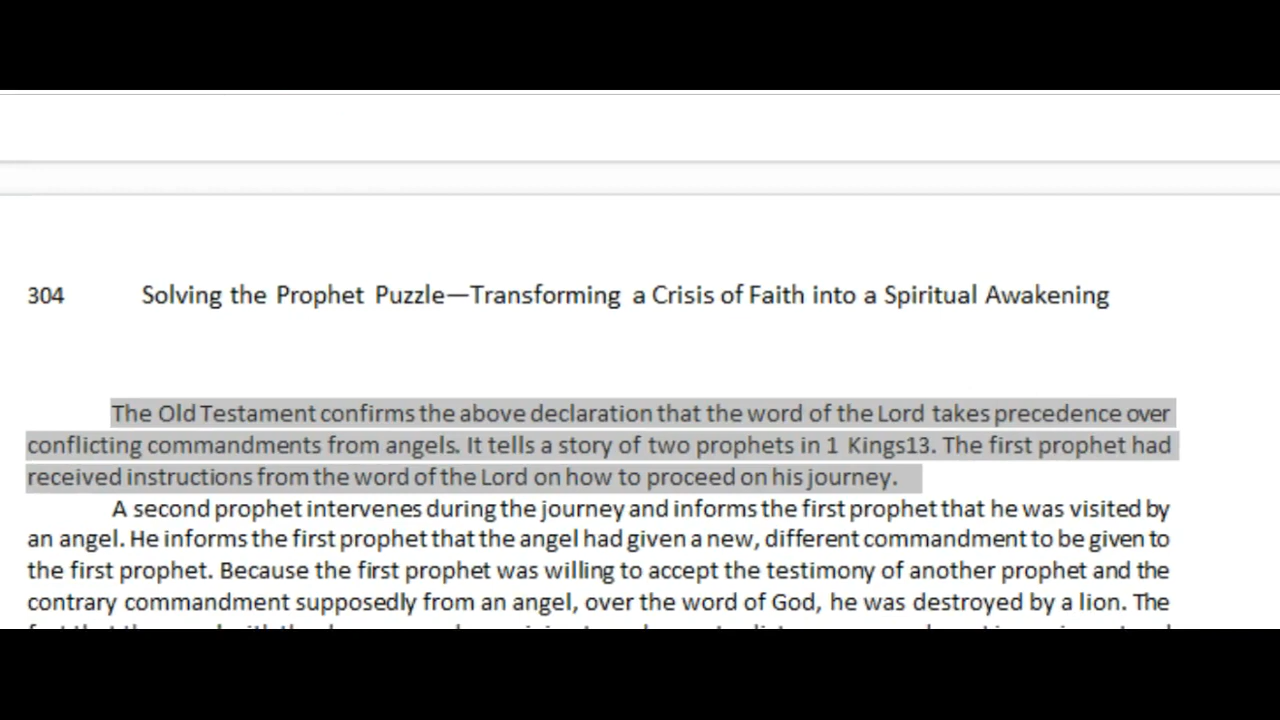 304 Solving the Prophet Puzzle—Transforming a Crisis of Faith into a Spiritual Awakening
The Old Testament confirms the above declaration that the word of the Lord takes precedence over
conflicting commandments from angels. It tells a story of two prophets in 1 Kings13. The first prophet had
received instructions from the word of the Lord on how to proceed on his journey.
A second prophet intervenes during the journey and informs the first prophet that he was visited by
an angel. He informs the first prophet that the angel had given a new, different commandment to be given to
the first prophet. Because the first prophet was willing to accept the testimony of another prophet and the
contrary commandment supposedly from an angel, over the word of God, he was destroyed by a lion. The